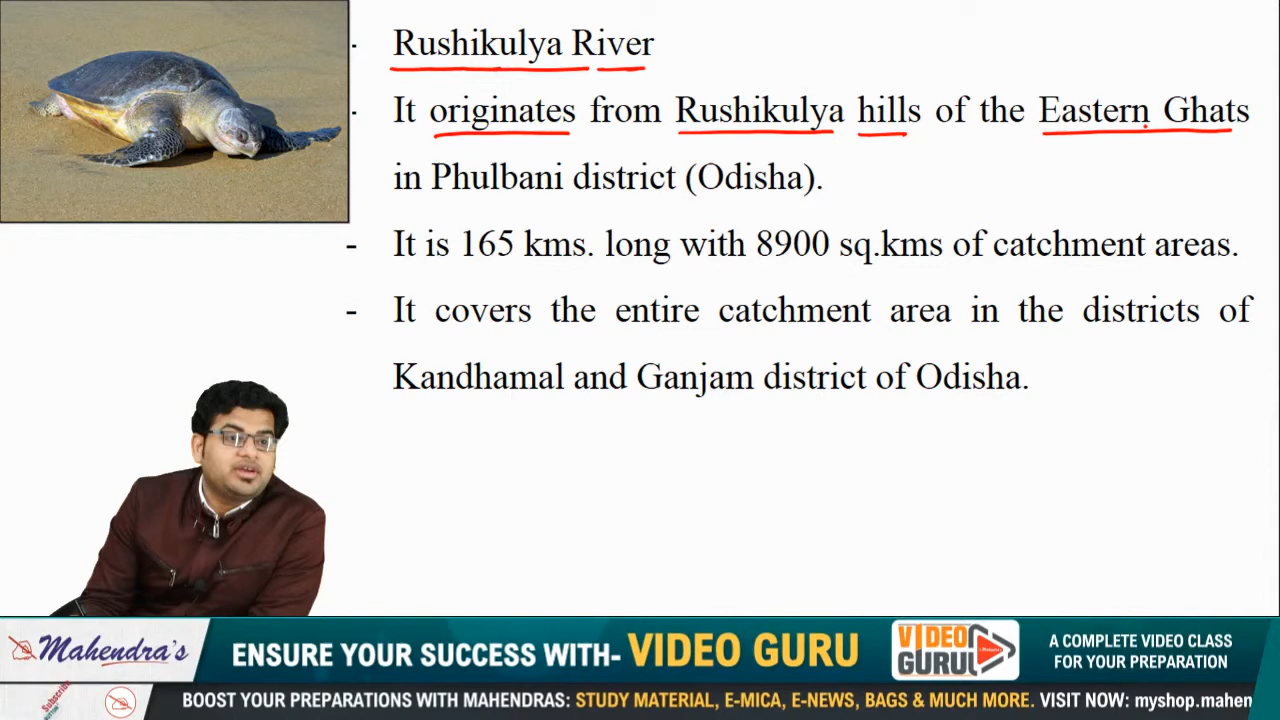 - Rushikulya River
- It originates from Rushikulya hills of the Eastern Ghats
in Phulbani district (Odisha).
- It is 165 kms. long with 8900 sq.kms of catchment areas.
- It covers the entire catchment area in the districts of
Kandhamal and Ganjam district of Odisha.
Mahendra's
ENSURE YOUR SUCCESS WITH- VIDEO GURU
VIDEO
GURU
A COMPLETE VIDEO CLASS
FOR YOUR PREPARATION
Subscribe
BOOST YOUR PREPARATIONS WITH MAHENDRAS: STUDY MATERIAL, E-MICA, E-NEWS, BAGS & MUCH MORE. VISIT NOW: myshop.mahen